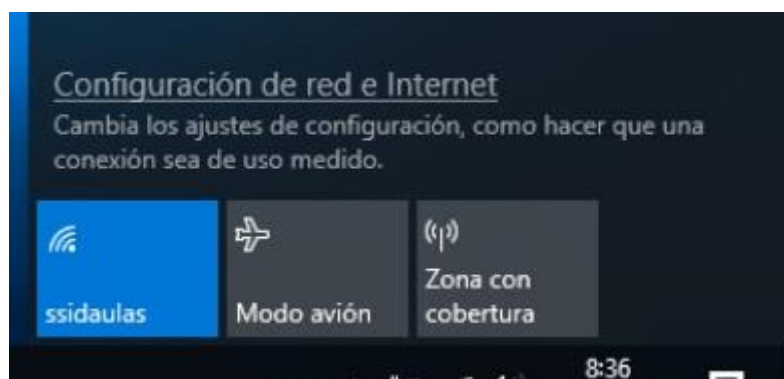 Configuración de red e Internet
Cambia los ajustes de configuración, como hacer que una
conexión sea de uso medido.
ssidaulas
Modo avión
Zona con
cobertura
8:36